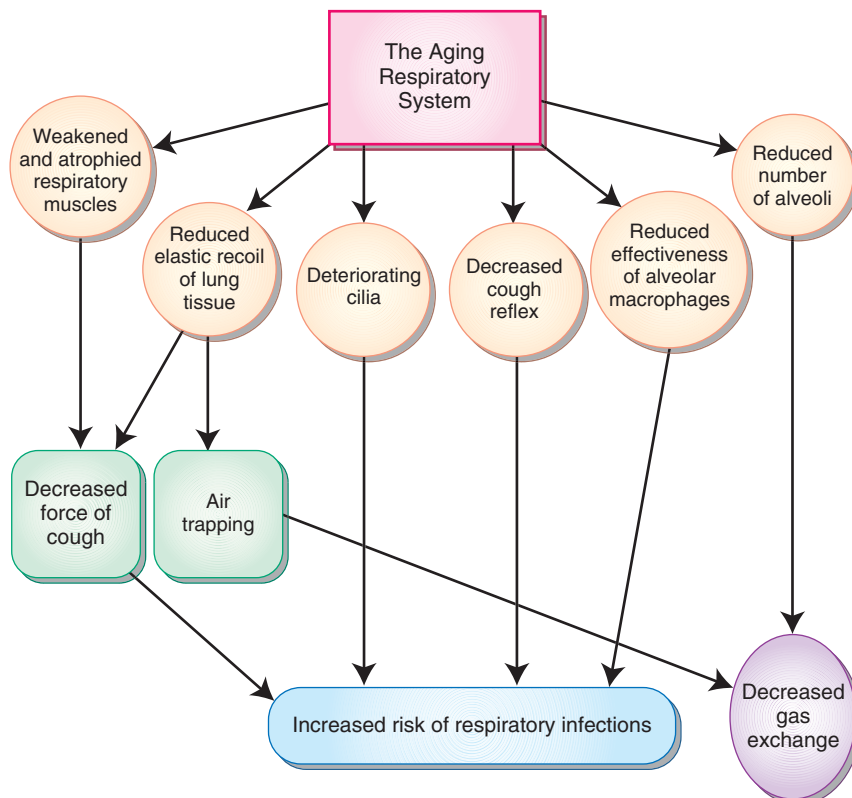 The Aging
Respiratory
System
Weakened
and atrophied
respiratory
muscles
Reduced
elastic recoil
of lung
tissue
Deteriorating
cilia
Decreased
cough
reflex
Reduced
effectiveness
of alveolar
macrophages
Reduced
number
of alveoli
Decreased
force of
cough
Air
trapping
Increased risk of respiratory infections
Decreased
gas
exchange